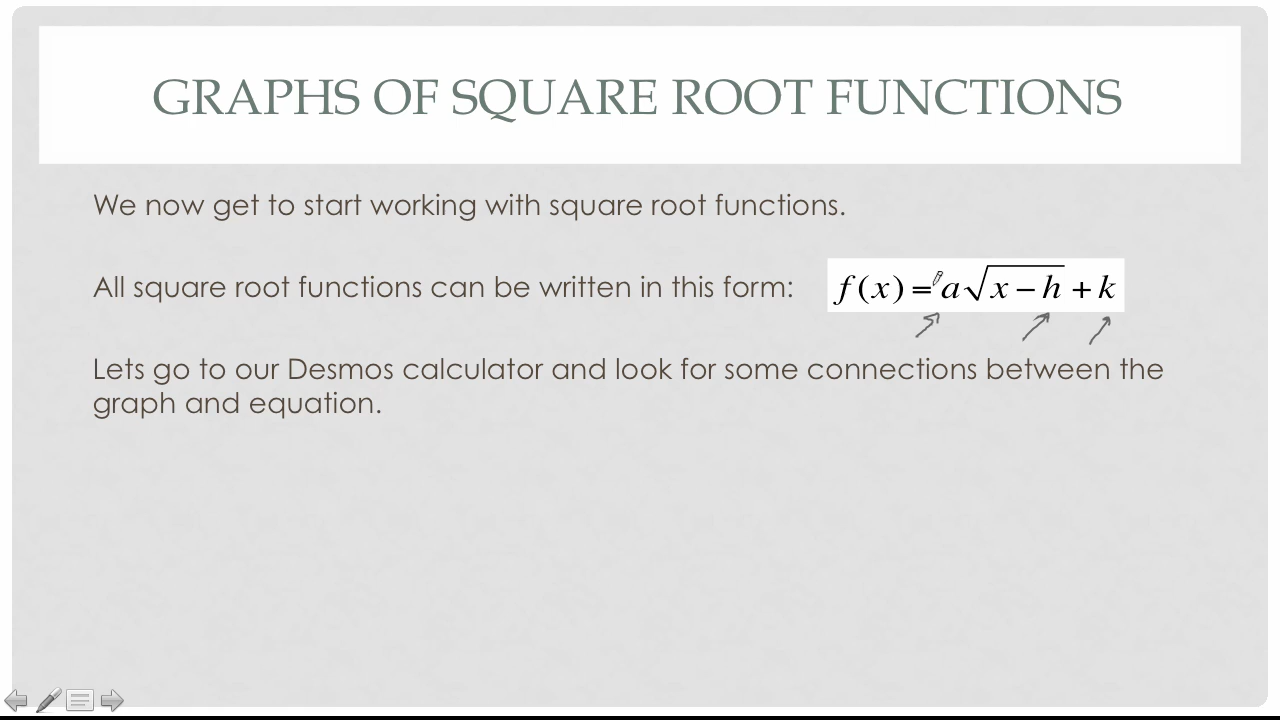 GRAPHS OF SQUARE ROOT FUNCTIONS
We now get to start working with square root functions.
All square root functions can be written in this form: f(x) = a√x − h + k
Lets go to our Desmos calculator and look for some connections between the
graph and equation.